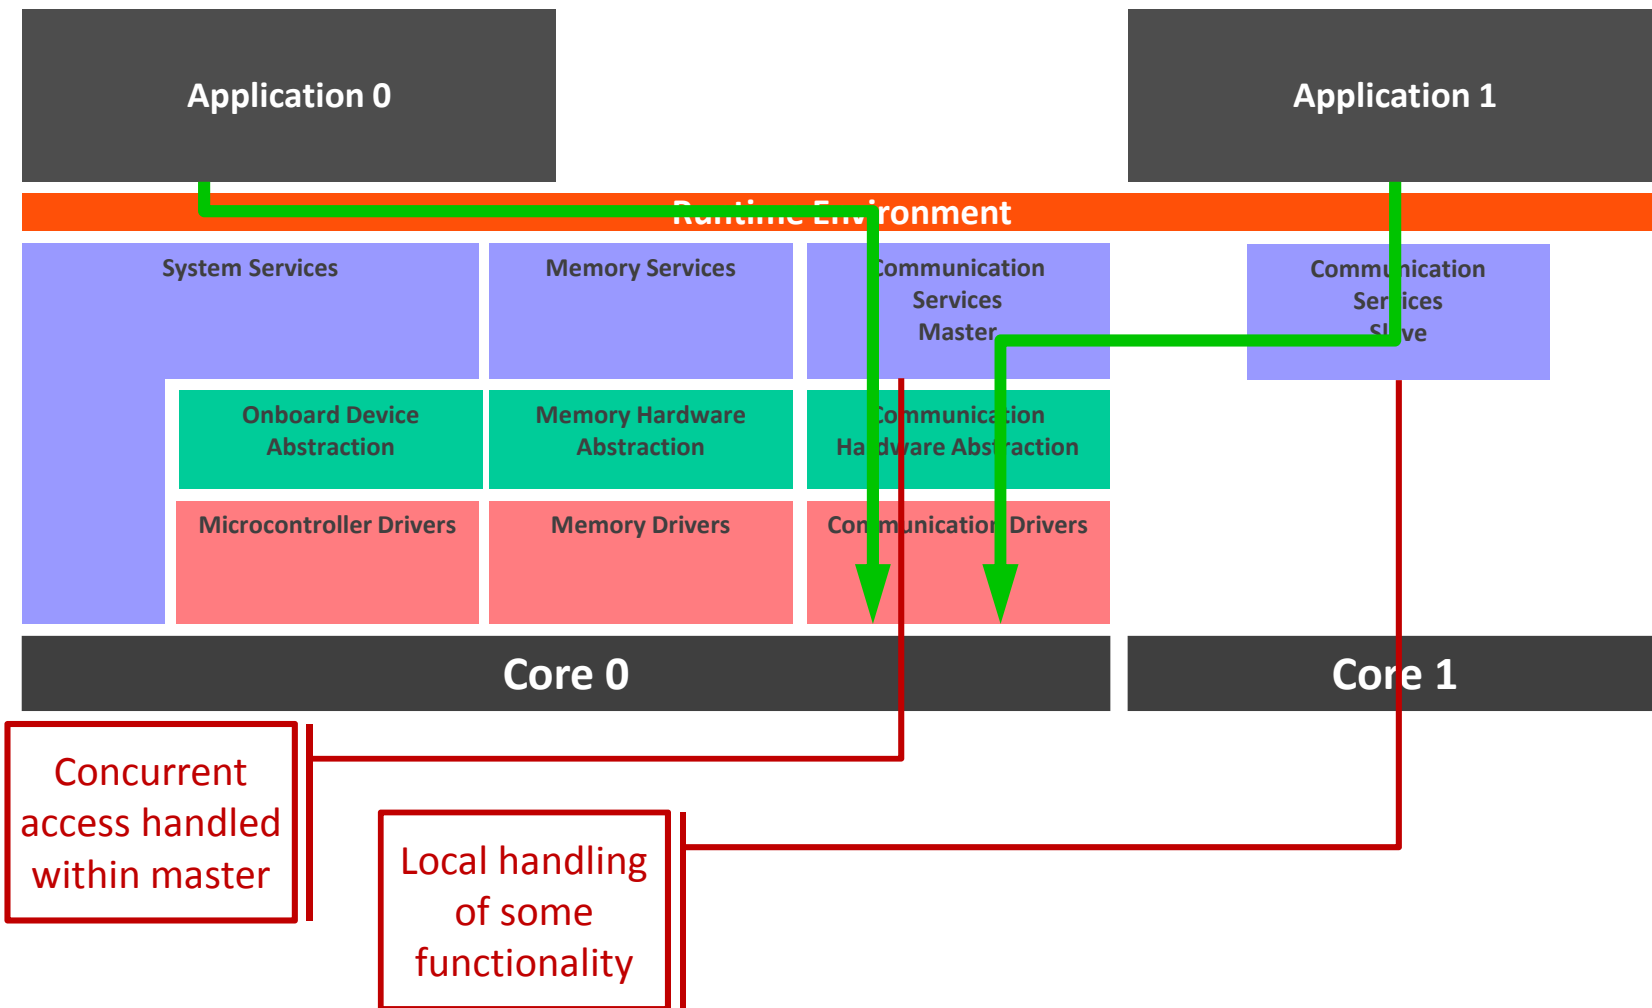 Application 0
Application 1
Runtime Environment
System Services
Memory Services
Communication
Services
Master
Communication
Services
Slave
Onboard Device
Abstraction
Memory Hardware
Abstraction
Communication
Hardware Abstraction
Microcontroller Drivers
Memory Drivers
Communication Drivers
Core 0
Core 1
Concurrent
access handled
within master
Local handling
of some
functionality